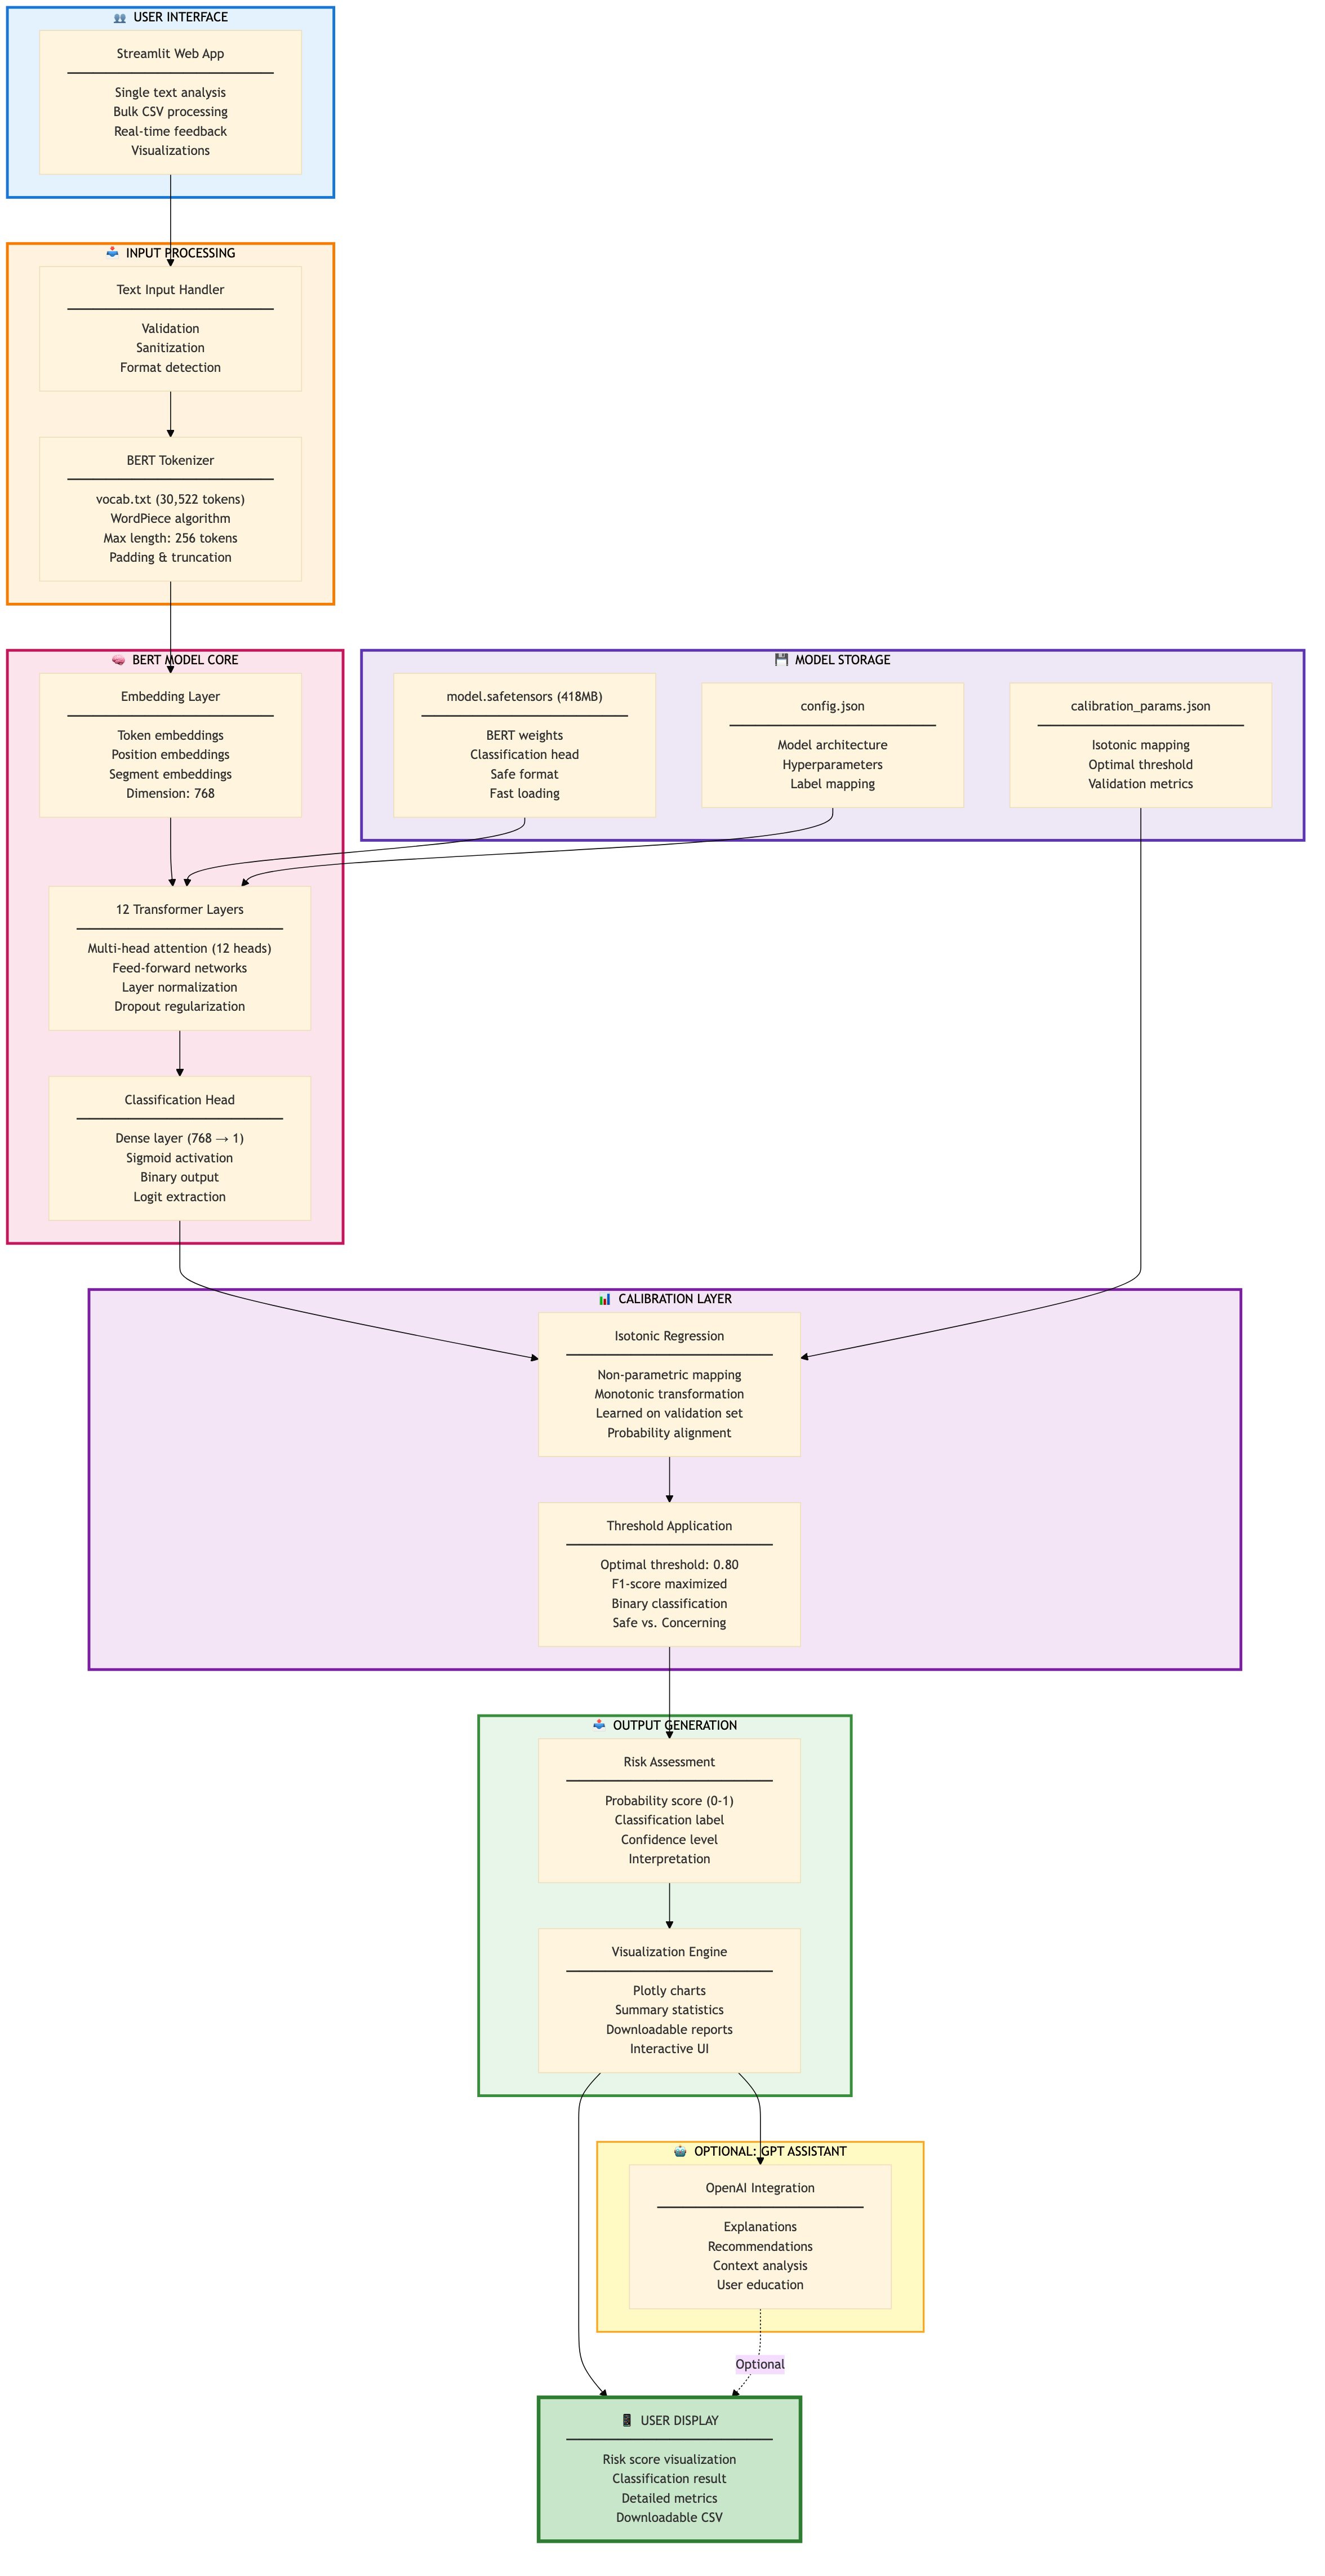 👥 USER INTERFACE
Streamlit Web App
Single text analysis
Bulk CSV processing
Real-time feedback
Visualizations
📥 INPUT PROCESSING
Text Input Handler
Validation
Sanitization
Format detection
BERT Tokenizer
vocab.txt (30,522 tokens)
WordPiece algorithm
Max length: 256 tokens
Padding & truncation
🧠 BERT MODEL CORE
Embedding Layer
Token embeddings
Position embeddings
Segment embeddings
Dimension: 768
💾 MODEL STORAGE
model.safetensors (418MB)
BERT weights
Classification head
Safe format
Fast loading
config.json
Model architecture
Hyperparameters
Label mapping
calibration_params.json
Isotonic mapping
Optimal threshold
Validation metrics
12 Transformer Layers
Multi-head attention (12 heads)
Feed-forward networks
Layer normalization
Dropout regularization
Classification Head
Dense layer (768 → 1)
Sigmoid activation
Binary output
Logit extraction
📊 CALIBRATION LAYER
Isotonic Regression
Non-parametric mapping
Monotonic transformation
Learned on validation set
Probability alignment
Threshold Application
Optimal threshold: 0.80
F1-score maximized
Binary classification
Safe vs. Concerning
📤 OUTPUT GENERATION
Risk Assessment
Probability score (0-1)
Classification label
Confidence level
Interpretation
Visualization Engine
Plotly charts
Summary statistics
Downloadable reports
Interactive UI
🤖 OPTIONAL: GPT ASSISTANT
OpenAI Integration
Explanations
Recommendations
Context analysis
User education
Optional
📱 USER DISPLAY
Risk score visualization
Classification result
Detailed metrics
Downloadable CSV